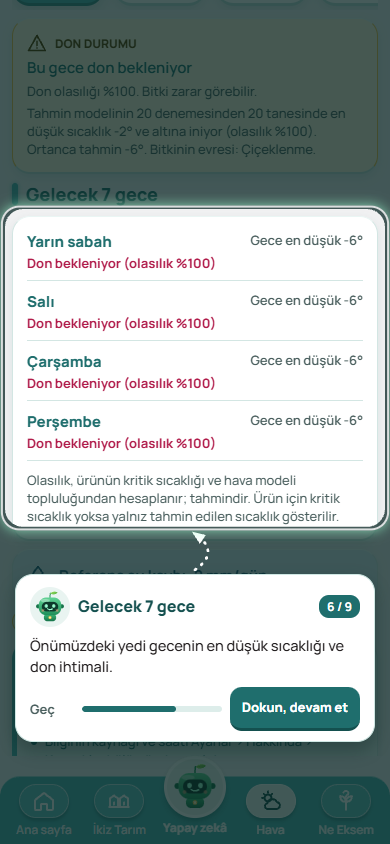 DON DURUMU
Bu gece don bekleniyor
Don olasılığı %100. Bitki zarar görebilir.
Tahmin modelinin 20 denemesinden 20 tanesinde en
düşük sıcaklık -2° ve altına iniyor (olasılık %100).
Ortanca tahmin -6°. Bitkinin evresi: Çiçeklenme.
Gelecek 7 gece
Yarın sabah
Gece en düşük -6°
Don bekleniyor (olasılık %100)
Salı
Gece en düşük -6°
Don bekleniyor (olasılık %100)
Çarşamba
Gece en düşük -6°
Don bekleniyor (olasılık %100)
Perşembe
Gece en düşük -6°
Don bekleniyor (olasılık %100)
Olasılık, ürünün kritik sıcaklığı ve hava modeli
topluluğundan hesaplanır; tahmindir. Ürün için kritik
sıcaklık yoksa yalnız tahmin edilen sıcaklık gösterilir.
Gelecek 7 gece
6 / 9
Önümüzdeki yedi gecenin en düşük sıcaklığı ve
don ihtimali.
Geç
Dokun, devam et
Ana sayfa
İkiz Tarım
Yapay zekâ
Hava
Ne Eksem